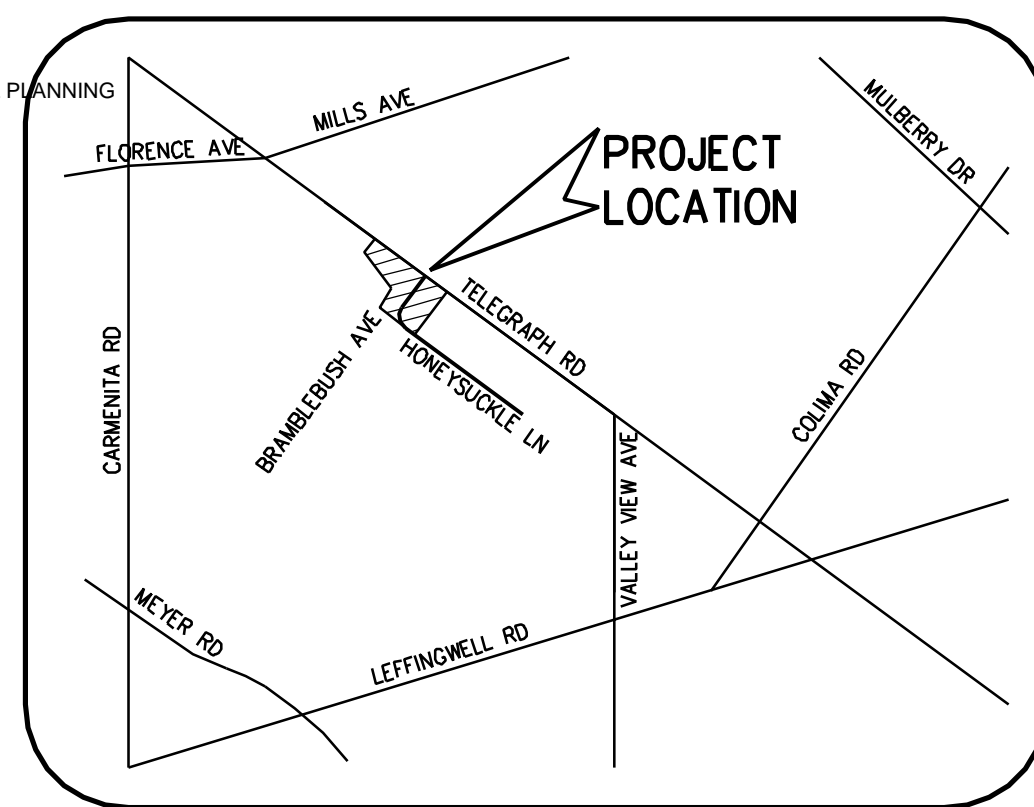 PLANNING
MILLS AVE
FLORENCE AVE
MULBERRY DR
PROJECT
LOCATION
TELEGRAPH RD
BRAMBLEBUSH AVE
HONEYSUCKLE LN
CARMENITA RD
COLIMA RD
VALLEY VIEW AVE
MEYER RD
LEFFINGWELL RD